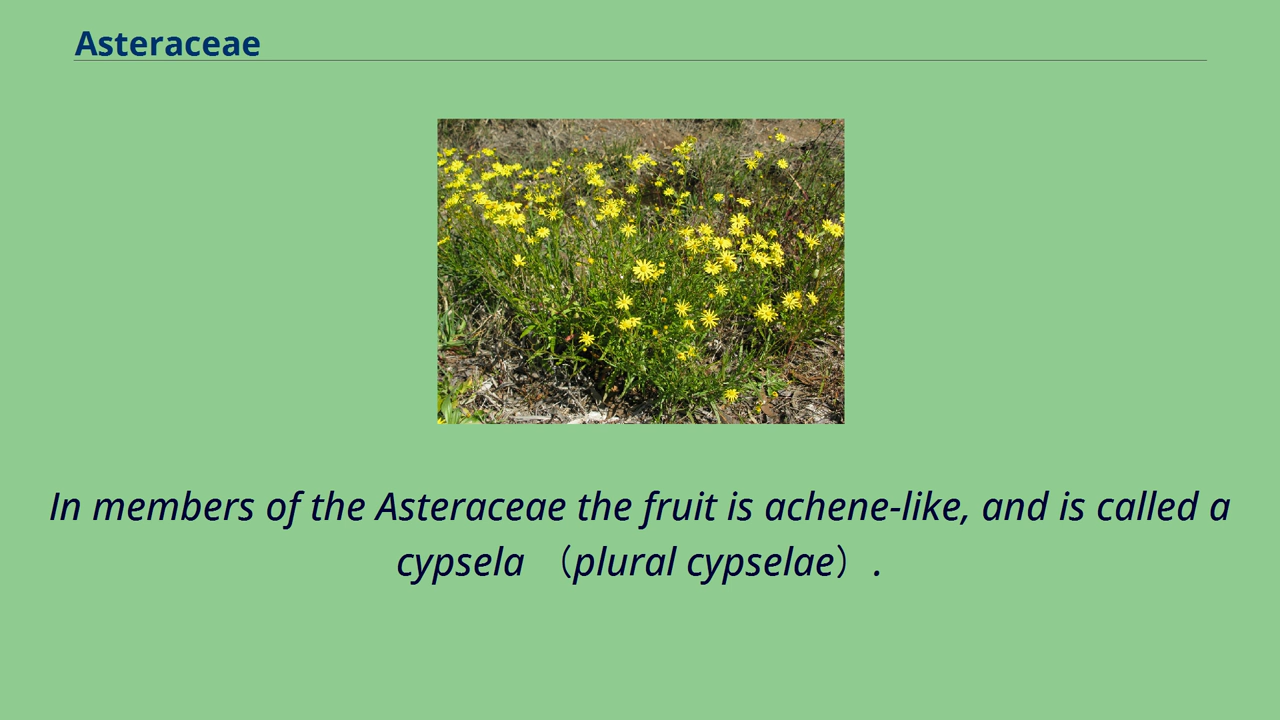 Asteraceae
In members of the Asteraceae the fruit is achene-like, and is called a
cypsela （plural cypselae）.